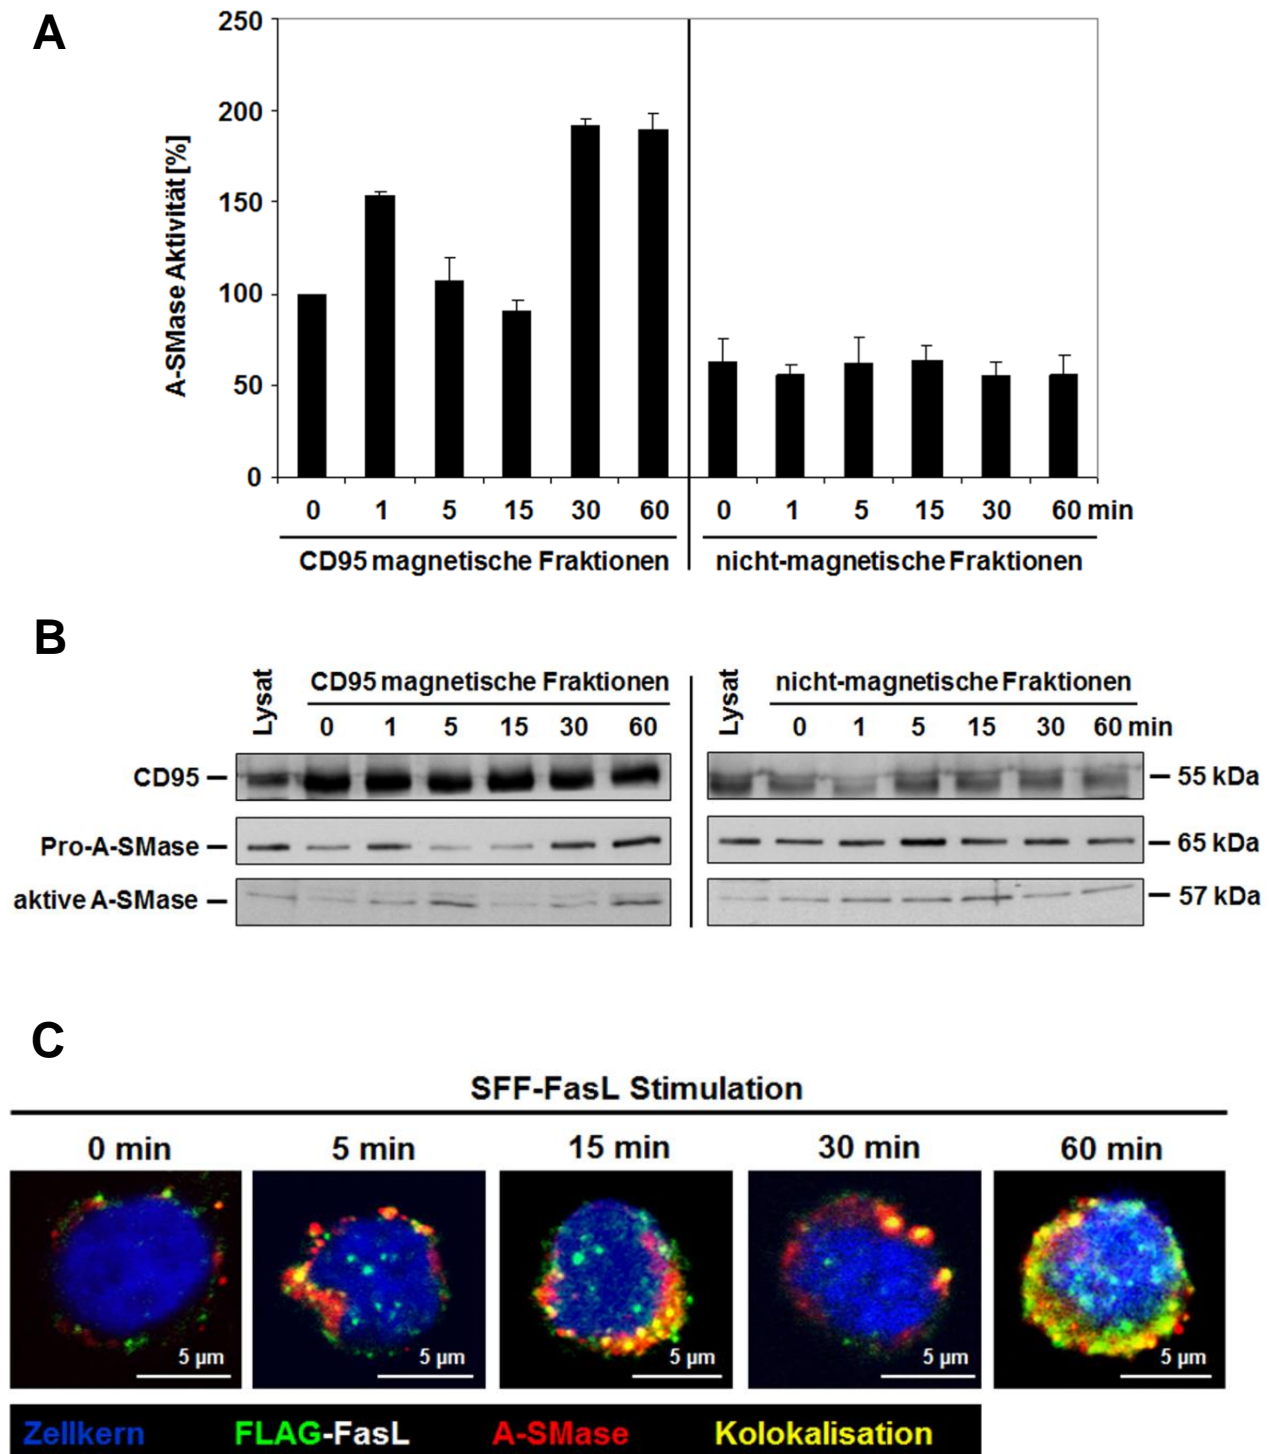 A
250
200
150
100
50
0
A-SMase Aktivität [%]
0 1 5 15 30 60 0 1 5 15 30 60 min
CD95 magnetische Fraktionen nicht-magnetische Fraktionen
B
Lysat CD95 magnetische Fraktionen Lysat nicht-magnetische Fraktionen
0 1 5 15 30 60 0 1 5 15 30 60 min
CD95 55 kDa
Pro-A-SMase 65 kDa
aktive A-SMase 57 kDa
C
SFF-FasL Stimulation
0 min 5 min 15 min 30 min 60 min
5 µm 5 µm 5 µm 5 µm 5 µm
Zellkern FLAG-FasL A-SMase Kolokalisation